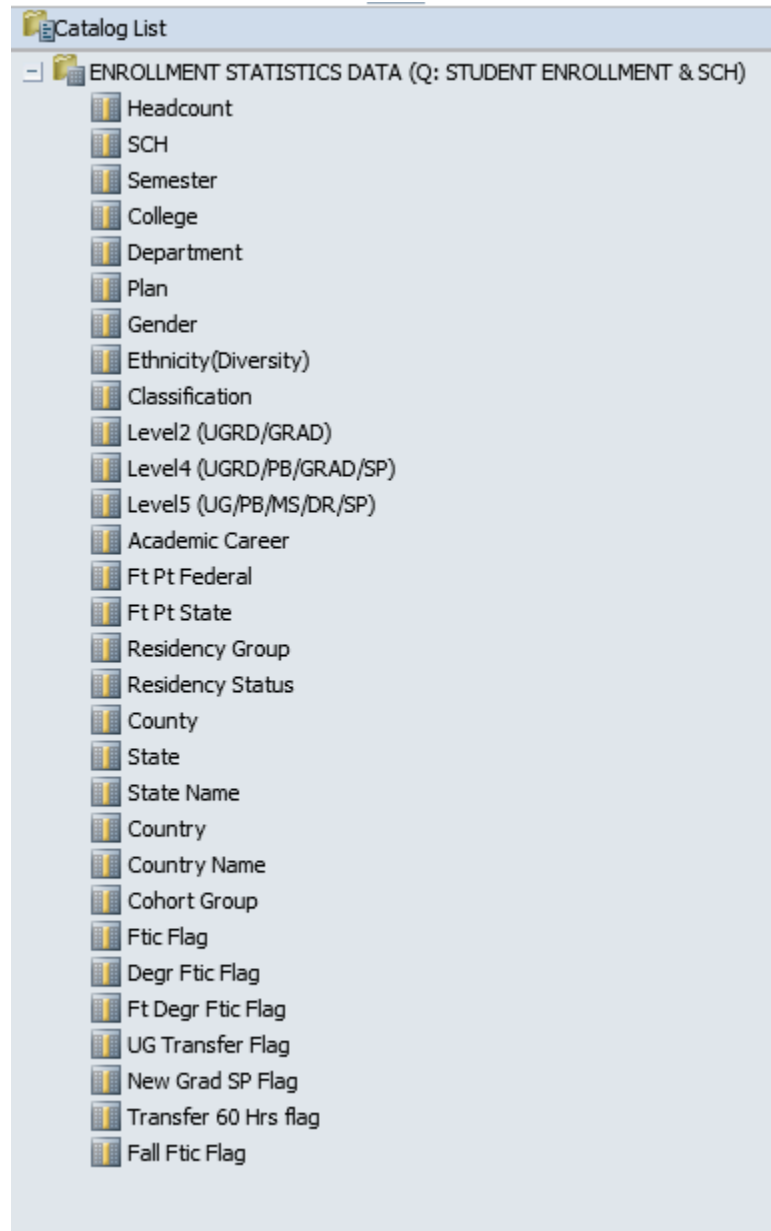 Catalog List
ENROLLMENT STATISTICS DATA (Q: STUDENT ENROLLMENT & SCH)
Headcount
SCH
Semester
College
Department
Plan
Gender
Ethnicity(Diversity)
Classification
Level2 (UGRD/GRAD)
Level4 (UGRD/PB/GRAD/SP)
Level5 (UG/PB/MS/DR/SP)
Academic Career
Ft Pt Federal
Ft Pt State
Residency Group
Residency Status
County
State
State Name
Country
Country Name
Cohort Group
Ftic Flag
Degr Ftic Flag
Ft Degr Ftic Flag
UG Transfer Flag
New Grad SP Flag
Transfer 60 Hrs flag
Fall Ftic Flag